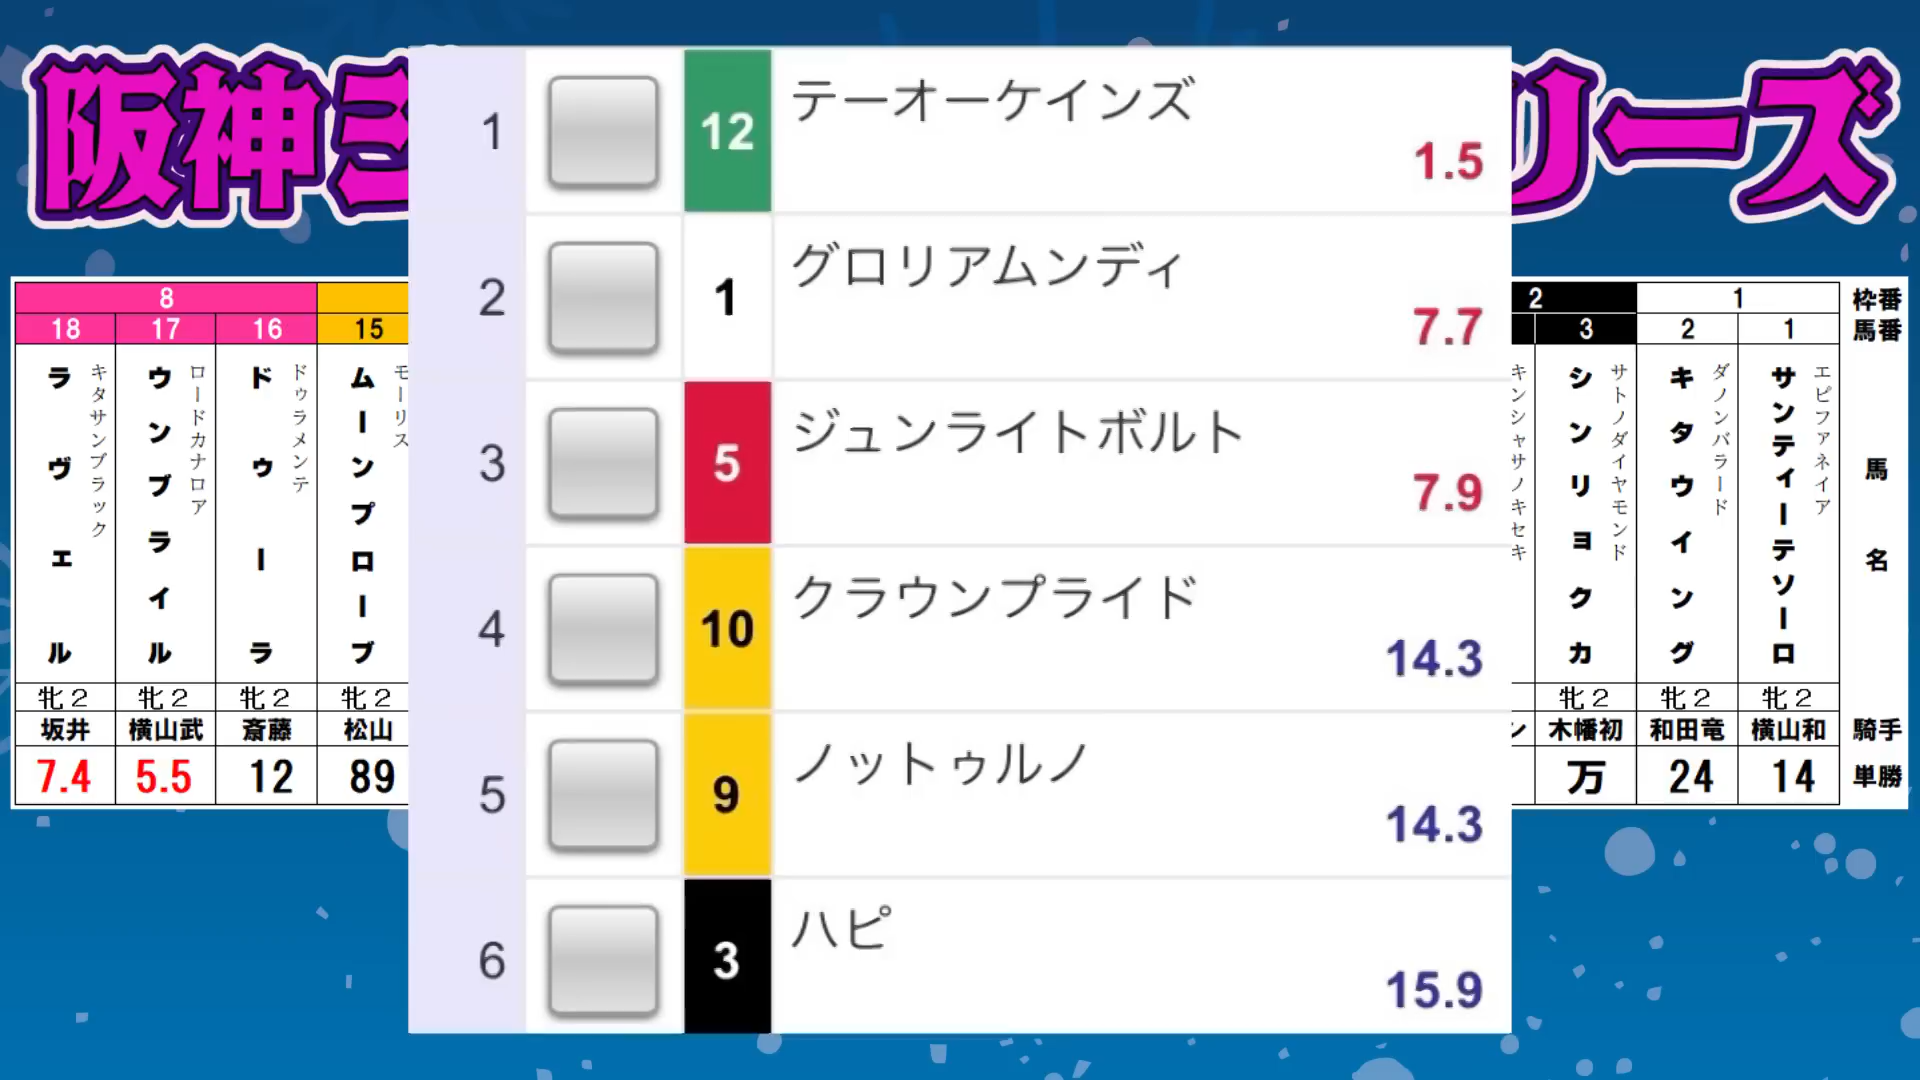 阪神ジ
リーズ
1 12 テーオーケインズ 1.5
2 1 グロリアムンディ 7.7
3 5 ジュンライトボルト 7.9
4 10 クラウンプライド 14.3
5 9 ノットゥルノ 14.3
6 3 ハピ 15.9
8
18 17 16 15
キタサンブラック
ラヴェル
ロードカナロア
ウンブライル
ドゥラメンテ
ドゥーラ
モーリス
ムーンプローブ
牝2 牝2 牝2 牝2
坂井 横山武 斎藤 松山
7.4 5.5 12 89
2 1 枠番
3 2 1 馬番
馬名
エピファネイア
サンティーテソーロ
ダノンバラード
キタウイング
サトノダイヤモンド
シンリョクカ
キンシャサノキセキ
牝2 牝2 牝2
ン 木幡初 和田竜 横山和 騎手
万 24 14 単勝